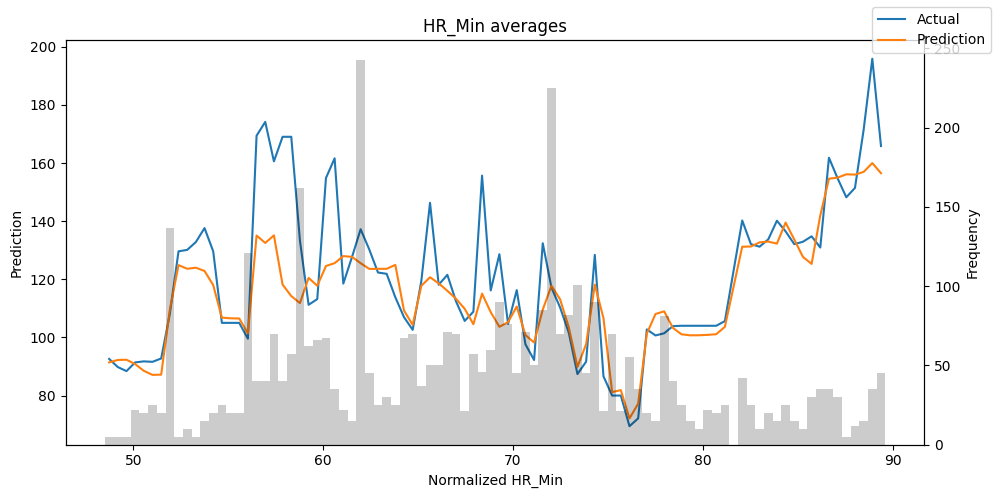 HR_Min averages
Actual
Prediction
200
180
160
140
120
100
80
Prediction
250
200
150
100
50
0
Frequency
50 60 70 80 90
Normalized HR_Min